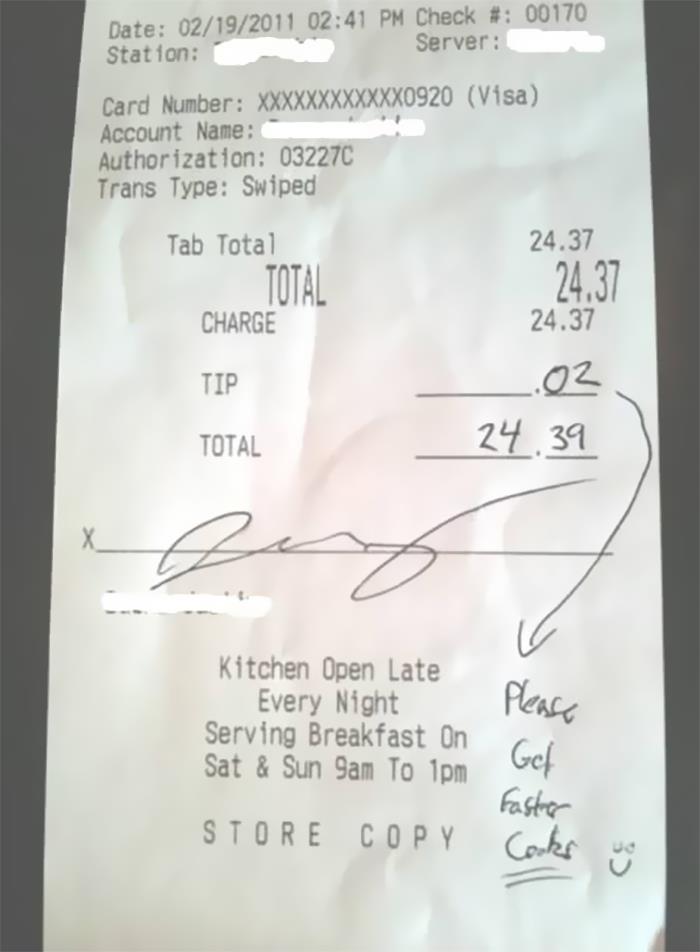 Date: 02/19/2011 02:41 PM Check #: 00170
Station: Server:
Card Number: XXXXXXXXXXXX0920 (Visa)
Account Name:
Authorization: 03227C
Trans Type: Swiped
Tab Total 24.37
TOTAL 24.37
CHARGE 24.37
TIP .02
TOTAL 24.39
X
Kitchen Open Late
Every Night
Serving Breakfast On
Sat & Sun 9am To 1pm
STORE COPY
Please
Get
Faster
Cooks